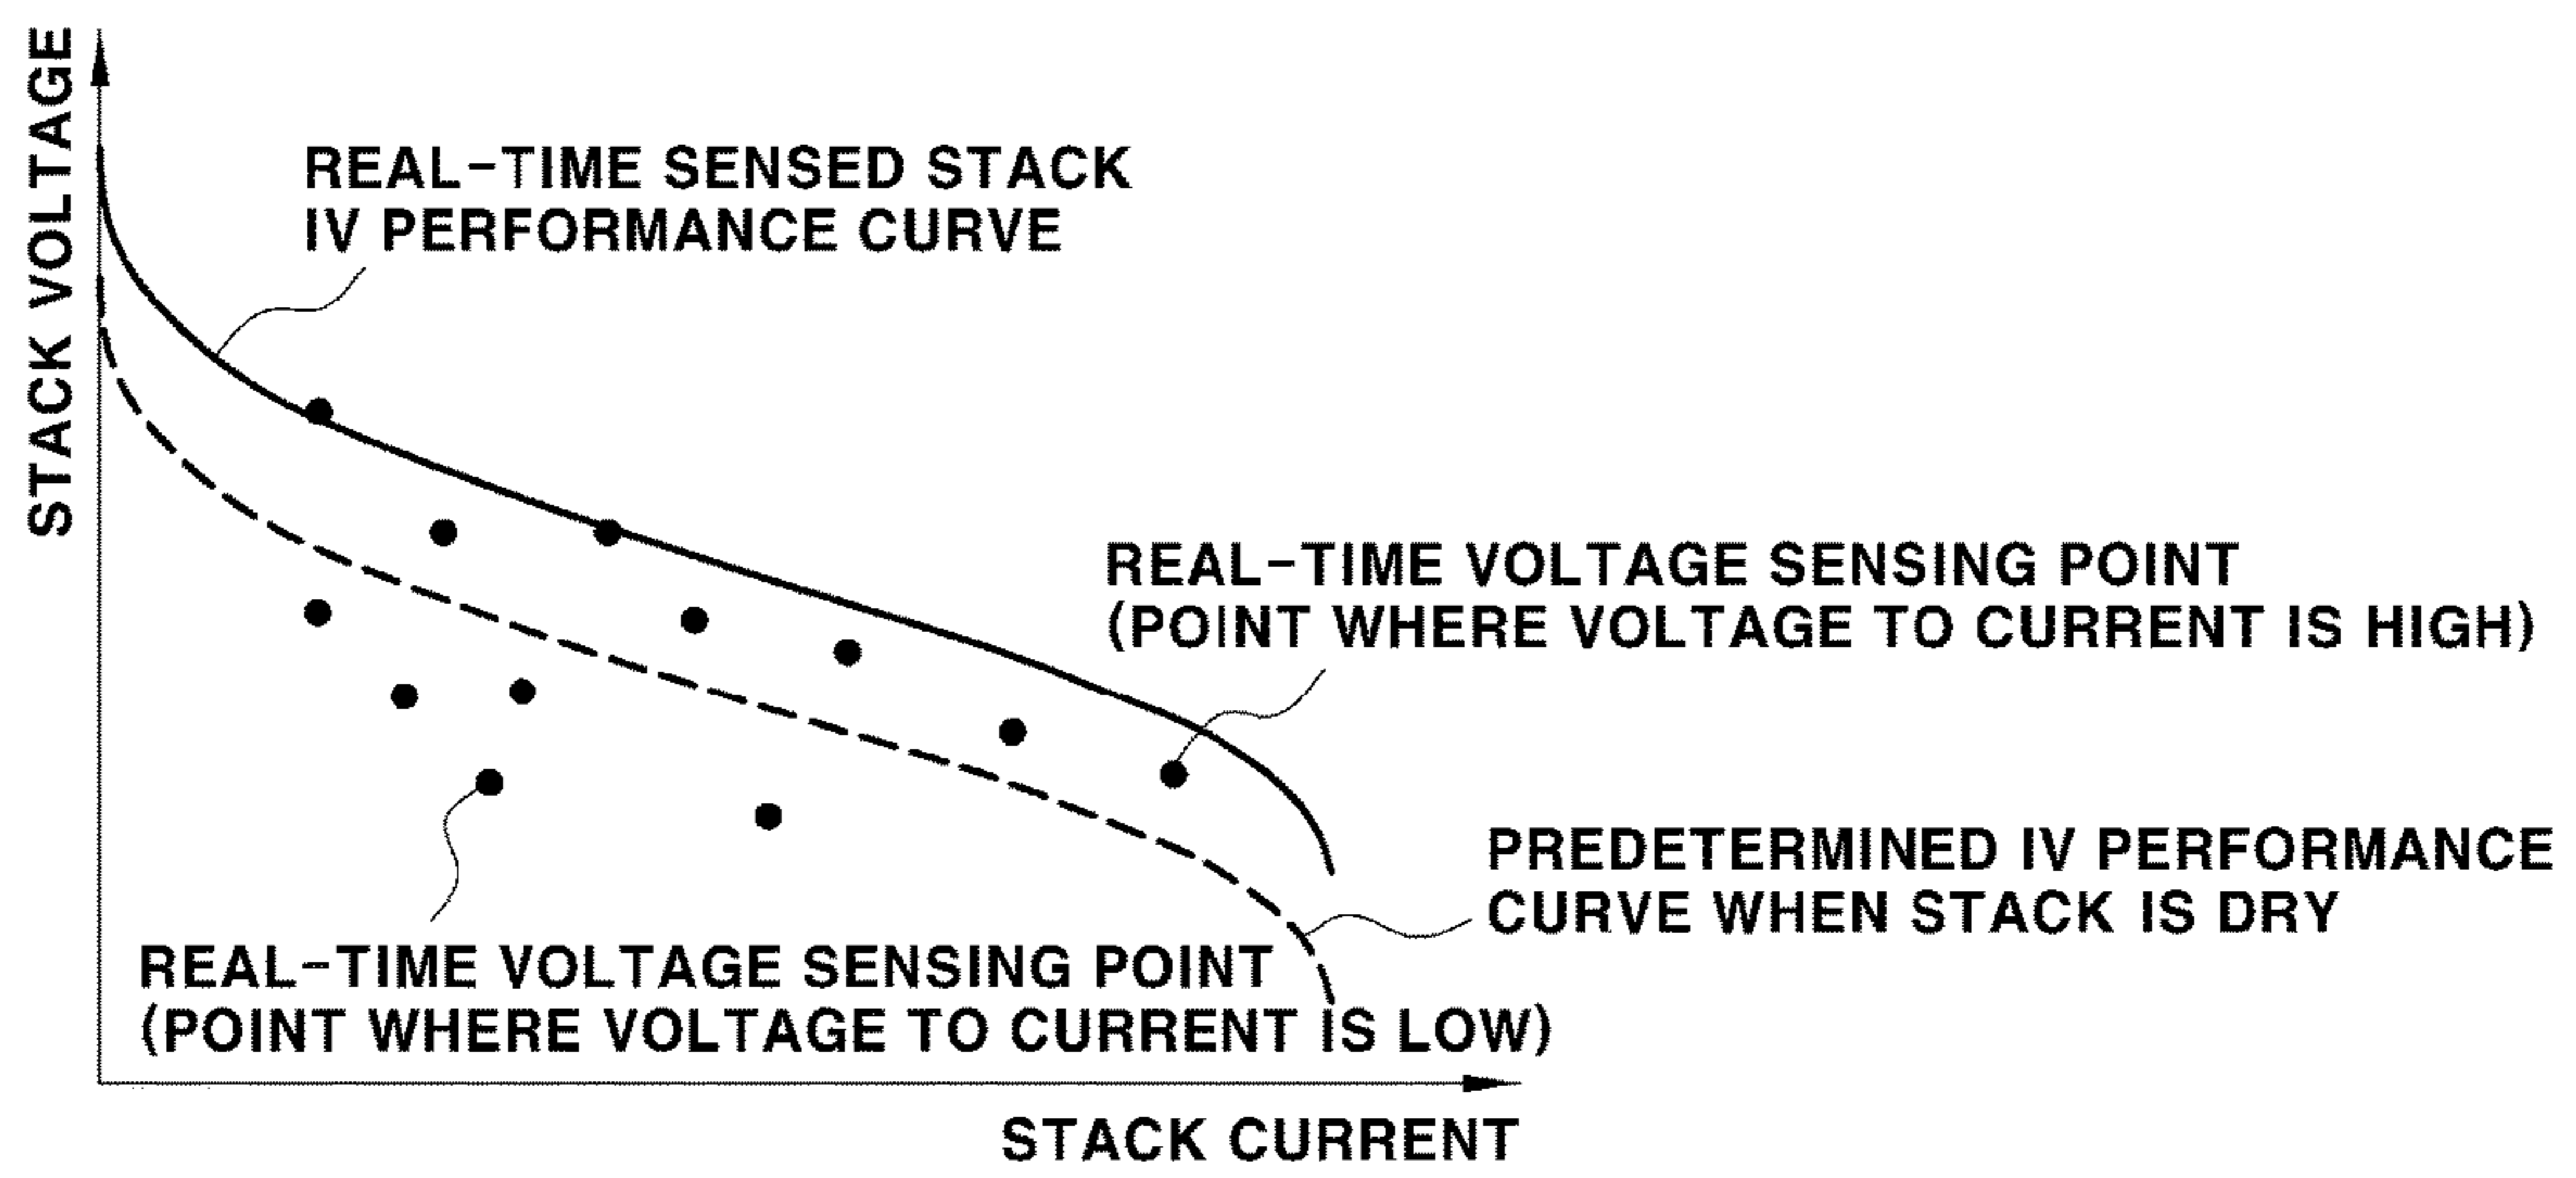 STACK VOLTAGE
REAL-TIME SENSED STACK
IV PERFORMANCE CURVE
REAL-TIME VOLTAGE SENSING POINT
(POINT WHERE VOLTAGE TO CURRENT IS HIGH)
PREDETERMINED IV PERFORMANCE
CURVE WHEN STACK IS DRY
REAL-TIME VOLTAGE SENSING POINT
(POINT WHERE VOLTAGE TO CURRENT IS LOW)
STACK CURRENT